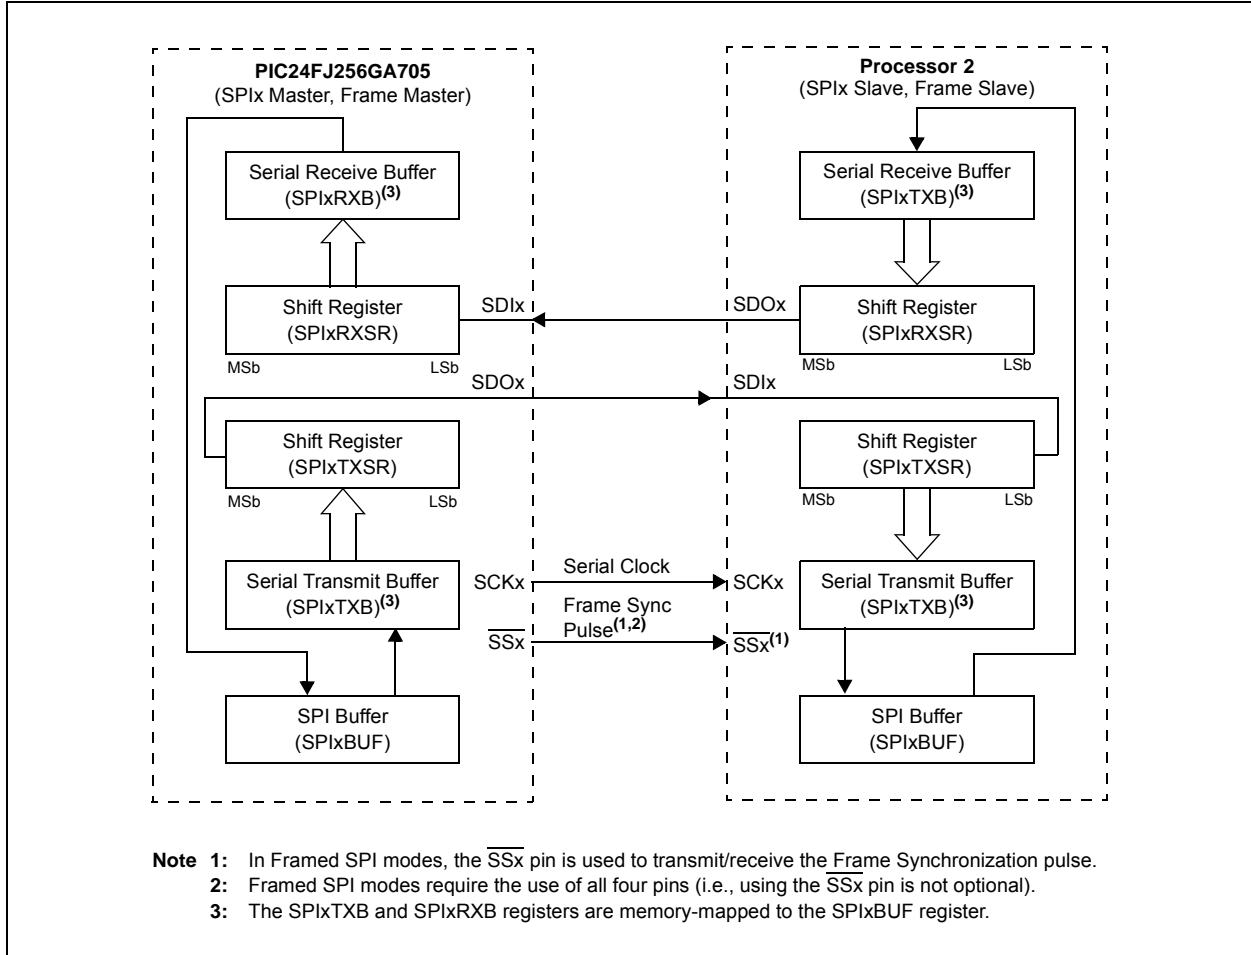 PIC24FJ256GA705
(SPIx Master, Frame Master)
Serial Receive Buffer
(SPIxRXB)(3)
Shift Register
(SPIxRXSR)
MSb
LSb
SDIx
SDOx
Shift Register
(SPIxTXSR)
MSb
LSb
Serial Transmit Buffer
(SPIxTXB)(3)
SCKx
SSx
SPI Buffer
(SPIxBUF)
Serial Clock
Frame Sync
Pulse(1,2)
Processor 2
(SPIx Slave, Frame Slave)
Serial Receive Buffer
(SPIxTXB)(3)
SDOx
Shift Register
(SPIxRXSR)
MSb
LSb
SDIx
Shift Register
(SPIxTXSR)
MSb
LSb
SCKx
Serial Transmit Buffer
(SPIxTXB)(3)
SSx(1)
SPI Buffer
(SPIxBUF)
Note 1: In Framed SPI modes, the SSx pin is used to transmit/receive the Frame Synchronization pulse.
2: Framed SPI modes require the use of all four pins (i.e., using the SSx pin is not optional).
3: The SPIxTXB and SPIxRXB registers are memory-mapped to the SPIxBUF register.